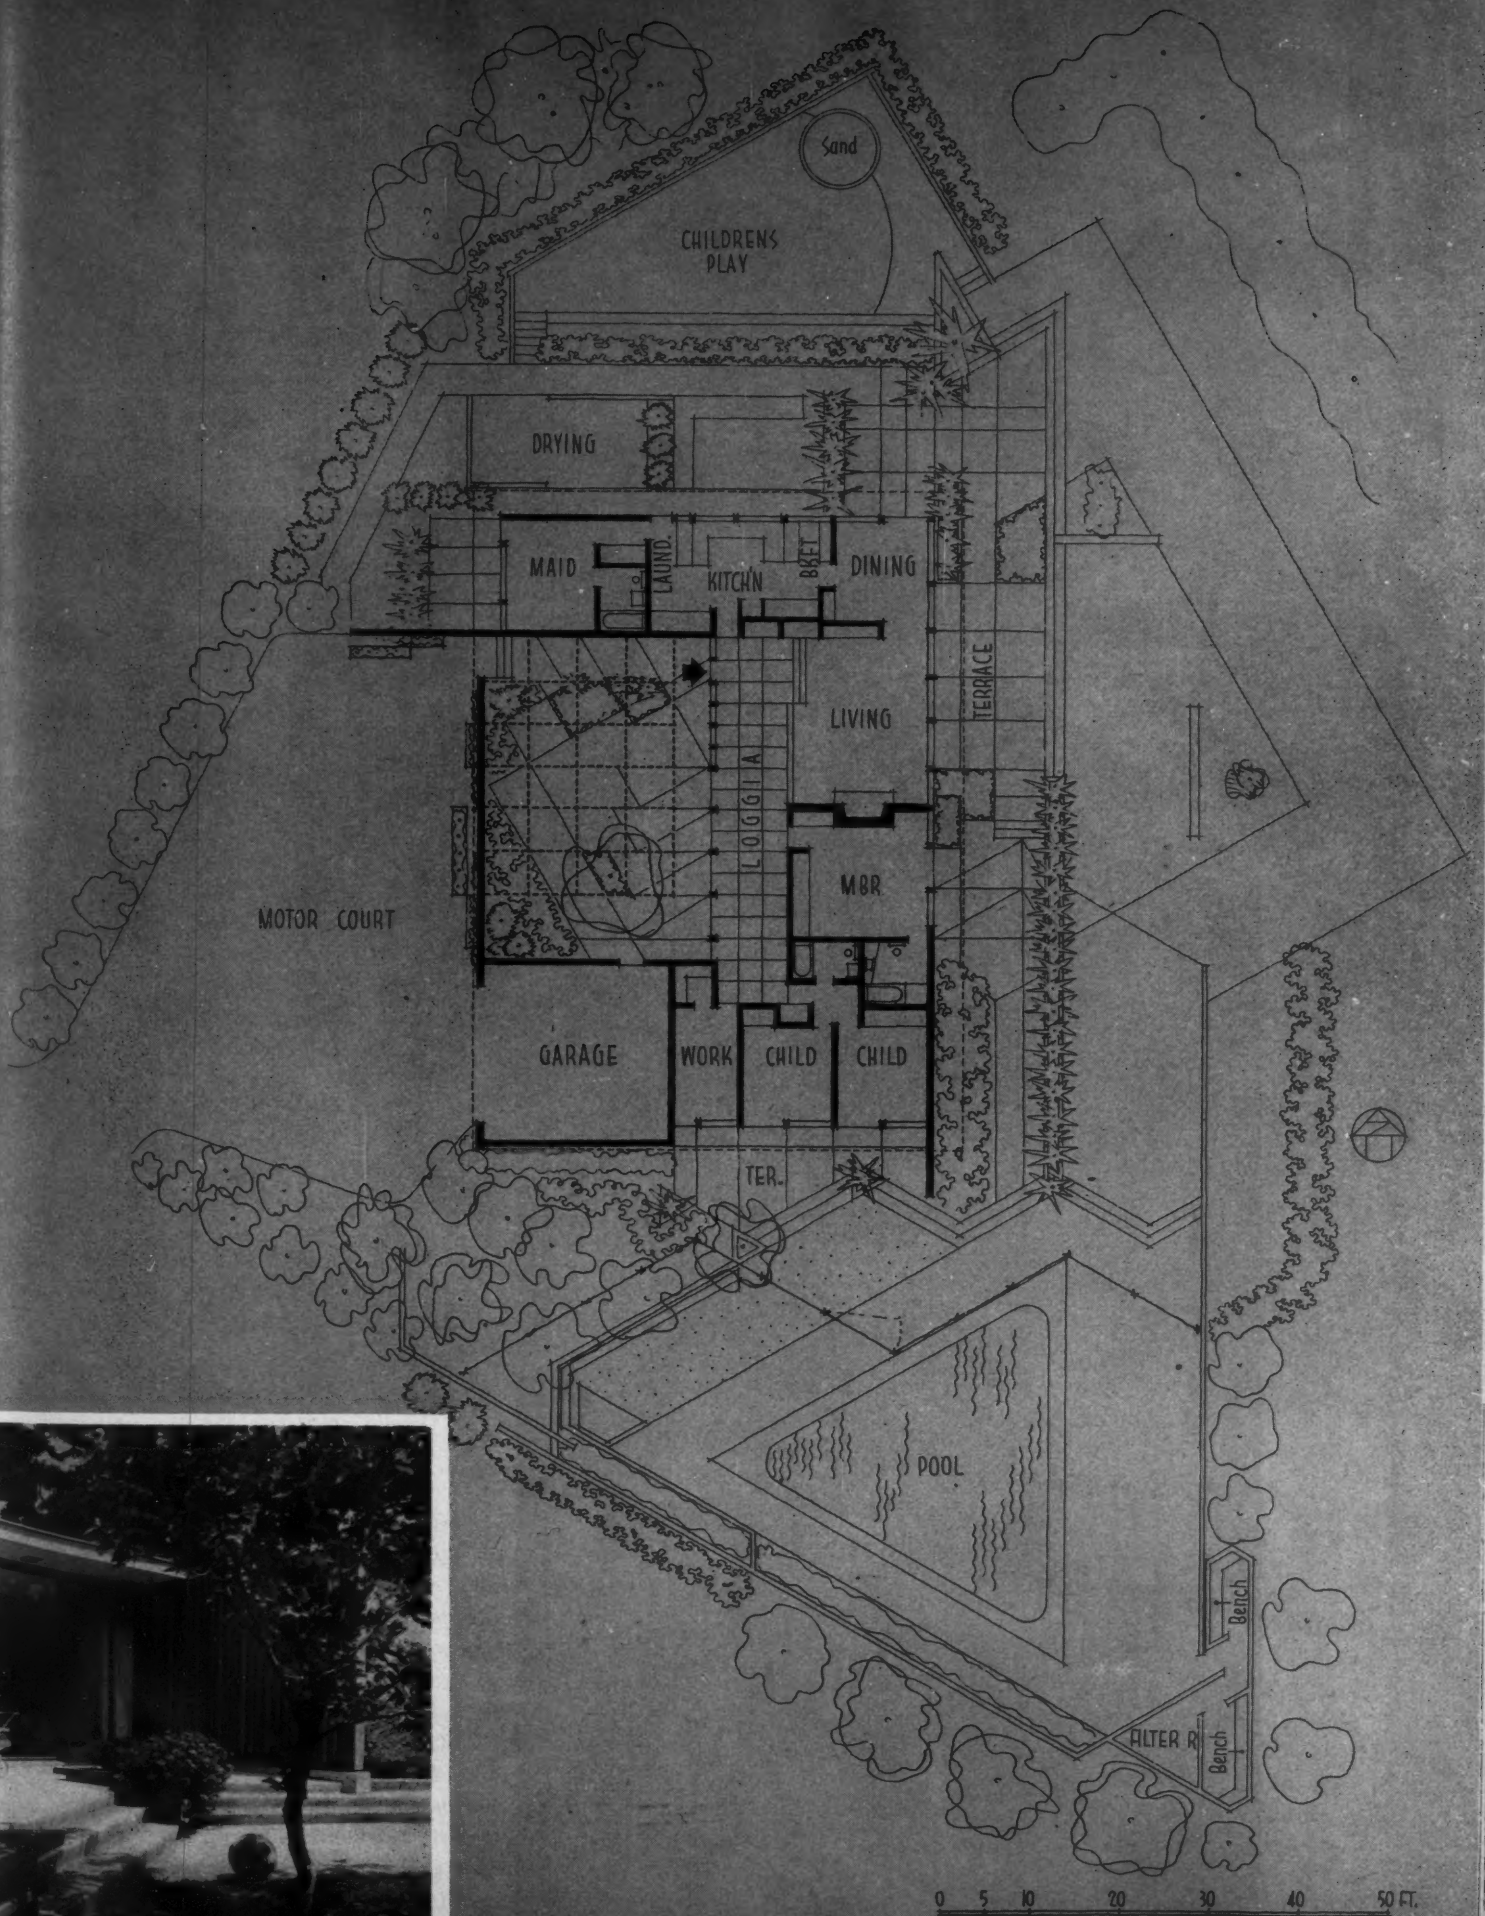 Sand
CHILDRENS
PLAY
DRYING
MAID
LAUND.
KITCH'N
BRFT
DINING
TERRACE
LIVING
LOGGIA
MBR
MOTOR COURT
GARAGE
WORK
CHILD
CHILD
TER.
POOL
Bench
FILTER R
Bench
0 5 10 20 30 40 50 FT.